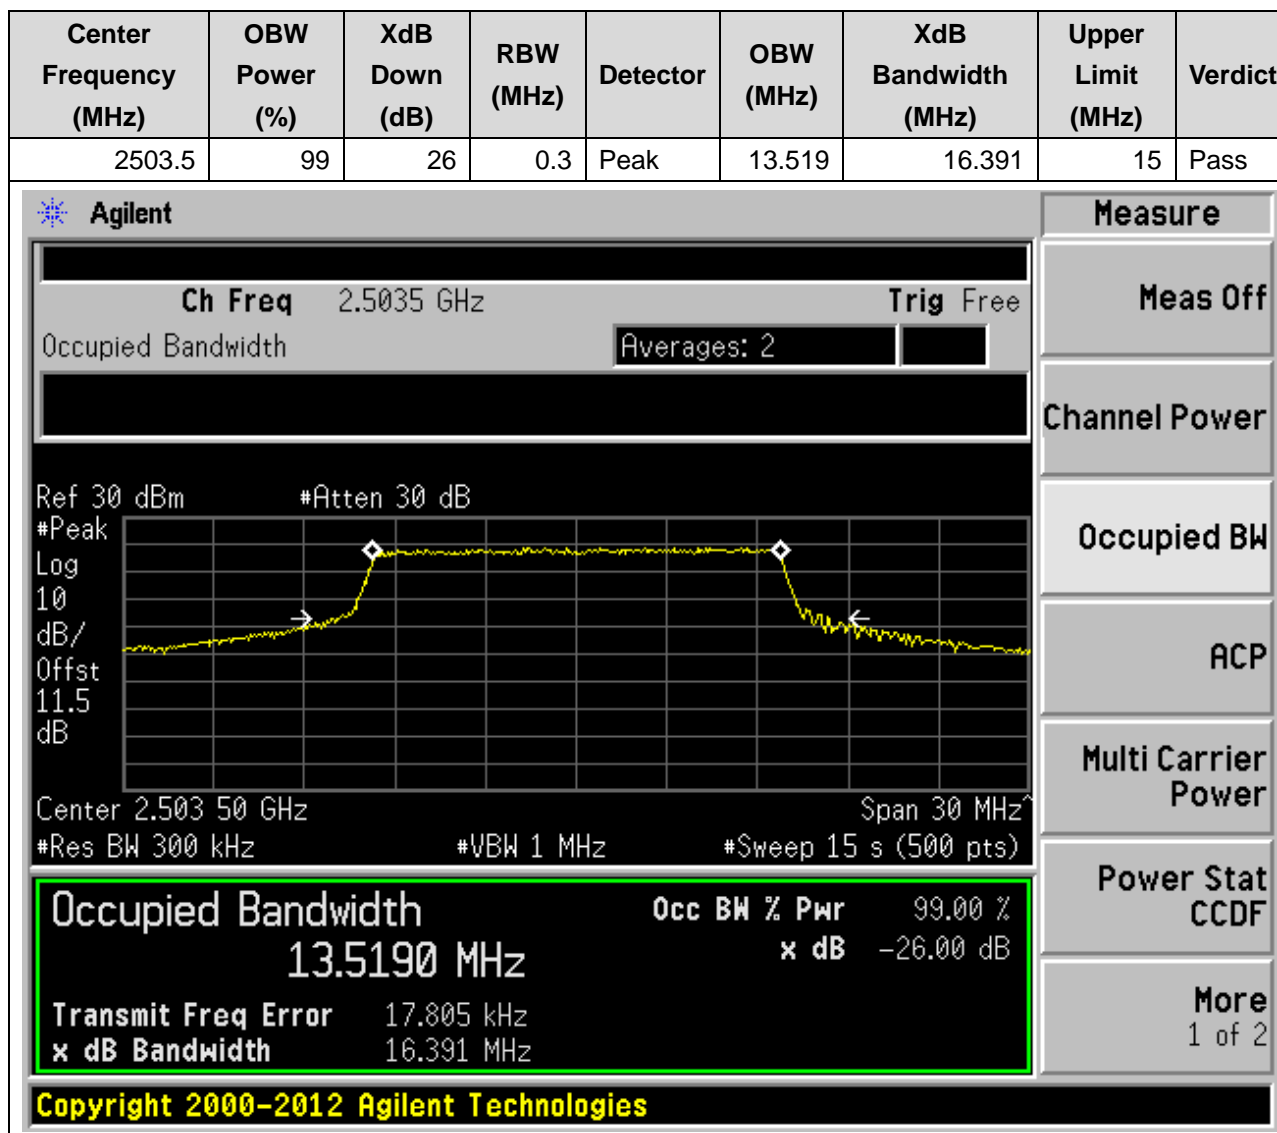 Center Frequency (MHz) OBW Power (%) XdB Down (dB) RBW (MHz) Detector OBW (MHz) XdB Bandwidth (MHz) Upper Limit (MHz) Verdict
2503.5 99 26 0.3 Peak 13.519 16.391 15 Pass
Agilent
Measure
Ch Freq 2.5035 GHz Trig Free
Meas Off
Occupied Bandwidth Averages: 2
Channel Power
Ref 30 dBm #Atten 30 dB
#Peak
Log
10
dB/
Offst
11.5
dB
Occupied BW
ACP
Multi Carrier
Power
Center 2.503 50 GHz Span 30 MHz^
#Res BW 300 kHz #VBW 1 MHz #Sweep 15 s (500 pts)
Power Stat
CCDF
Occupied Bandwidth Occ BW % Pwr 99.00 %
13.5190 MHz x dB -26.00 dB
More
1 of 2
Transmit Freq Error 17.805 kHz
x dB Bandwidth 16.391 MHz
Copyright 2000-2012 Agilent Technologies